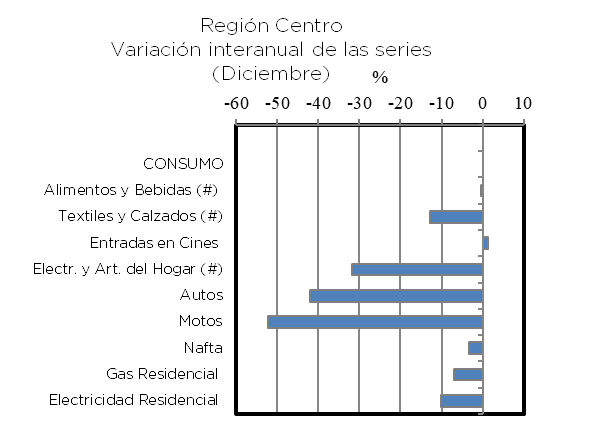 Región Centro
Variación interanual de las series
(Diciembre) %
-60 -50 -40 -30 -20 -10 0 10
CONSUMO
Alimentos y Bebidas (#)
Textiles y Calzados (#)
Entradas en Cines
Electr. y Art. del Hogar (#)
Autos
Motos
Nafta
Gas Residencial
Electricidad Residencial